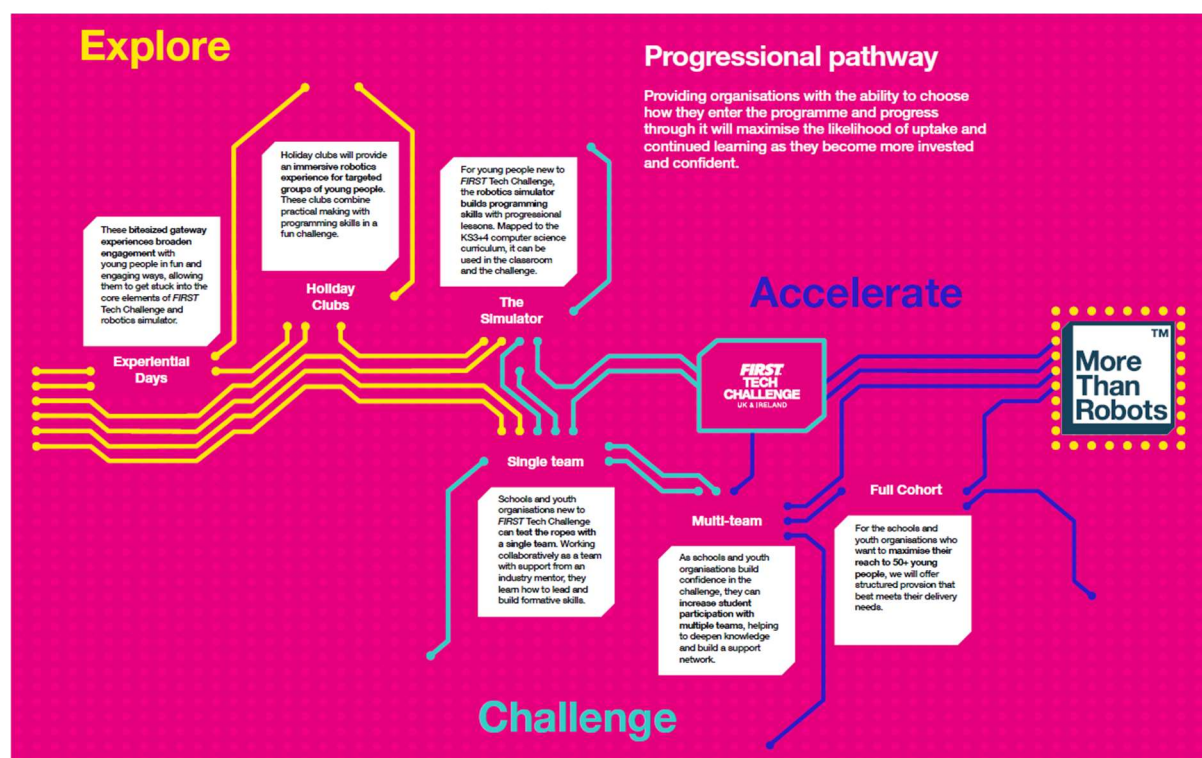 Explore
Progressional pathway
Providing organisations with the ability to choose
how they enter the programme and progress
through it will maximise the likelihood of uptake and
continued learning as they become more invested
and confident.
These bitesized gateway
experiences broaden
engagement with
young people in fun and
engaging ways, allowing
them to get stuck into the
core elements of FIRST
Tech Challenge and
robotics simulator.
Experiential
Days
Holiday clubs will provide
an immersive robotics
experience for targeted
groups of young people.
These clubs combine
practical making with
programming skills in a
fun challenge.
Holiday
Clubs
For young people new to
FIRST Tech Challenge,
the robotics simulator
builds programming
skills with progressional
lessons. Mapped to the
KS3+4 computer science
curriculum, it can be
used in the classroom
and the challenge.
The
Simulator
Accelerate
FIRST
TECH
CHALLENGE
UK & IRELAND
TM
More
Than
Robots
Single team
Schools and youth
organisations new to
FIRST Tech Challenge
can test the ropes with
a single team. Working
collaboratively as a team
with support from an
industry mentor, they
learn how to lead and
build formative skills.
Multi-team
As schools and youth
organisations build
confidence in the
challenge, they can
increase student
participation with
multiple teams, helping
to deepen knowledge
and build a support
network.
Full Cohort
For the schools and
youth organisations who
want to maximise their
reach to 50+ young
people, we will offer
structured provsion that
best meets their delivery
needs.
Challenge